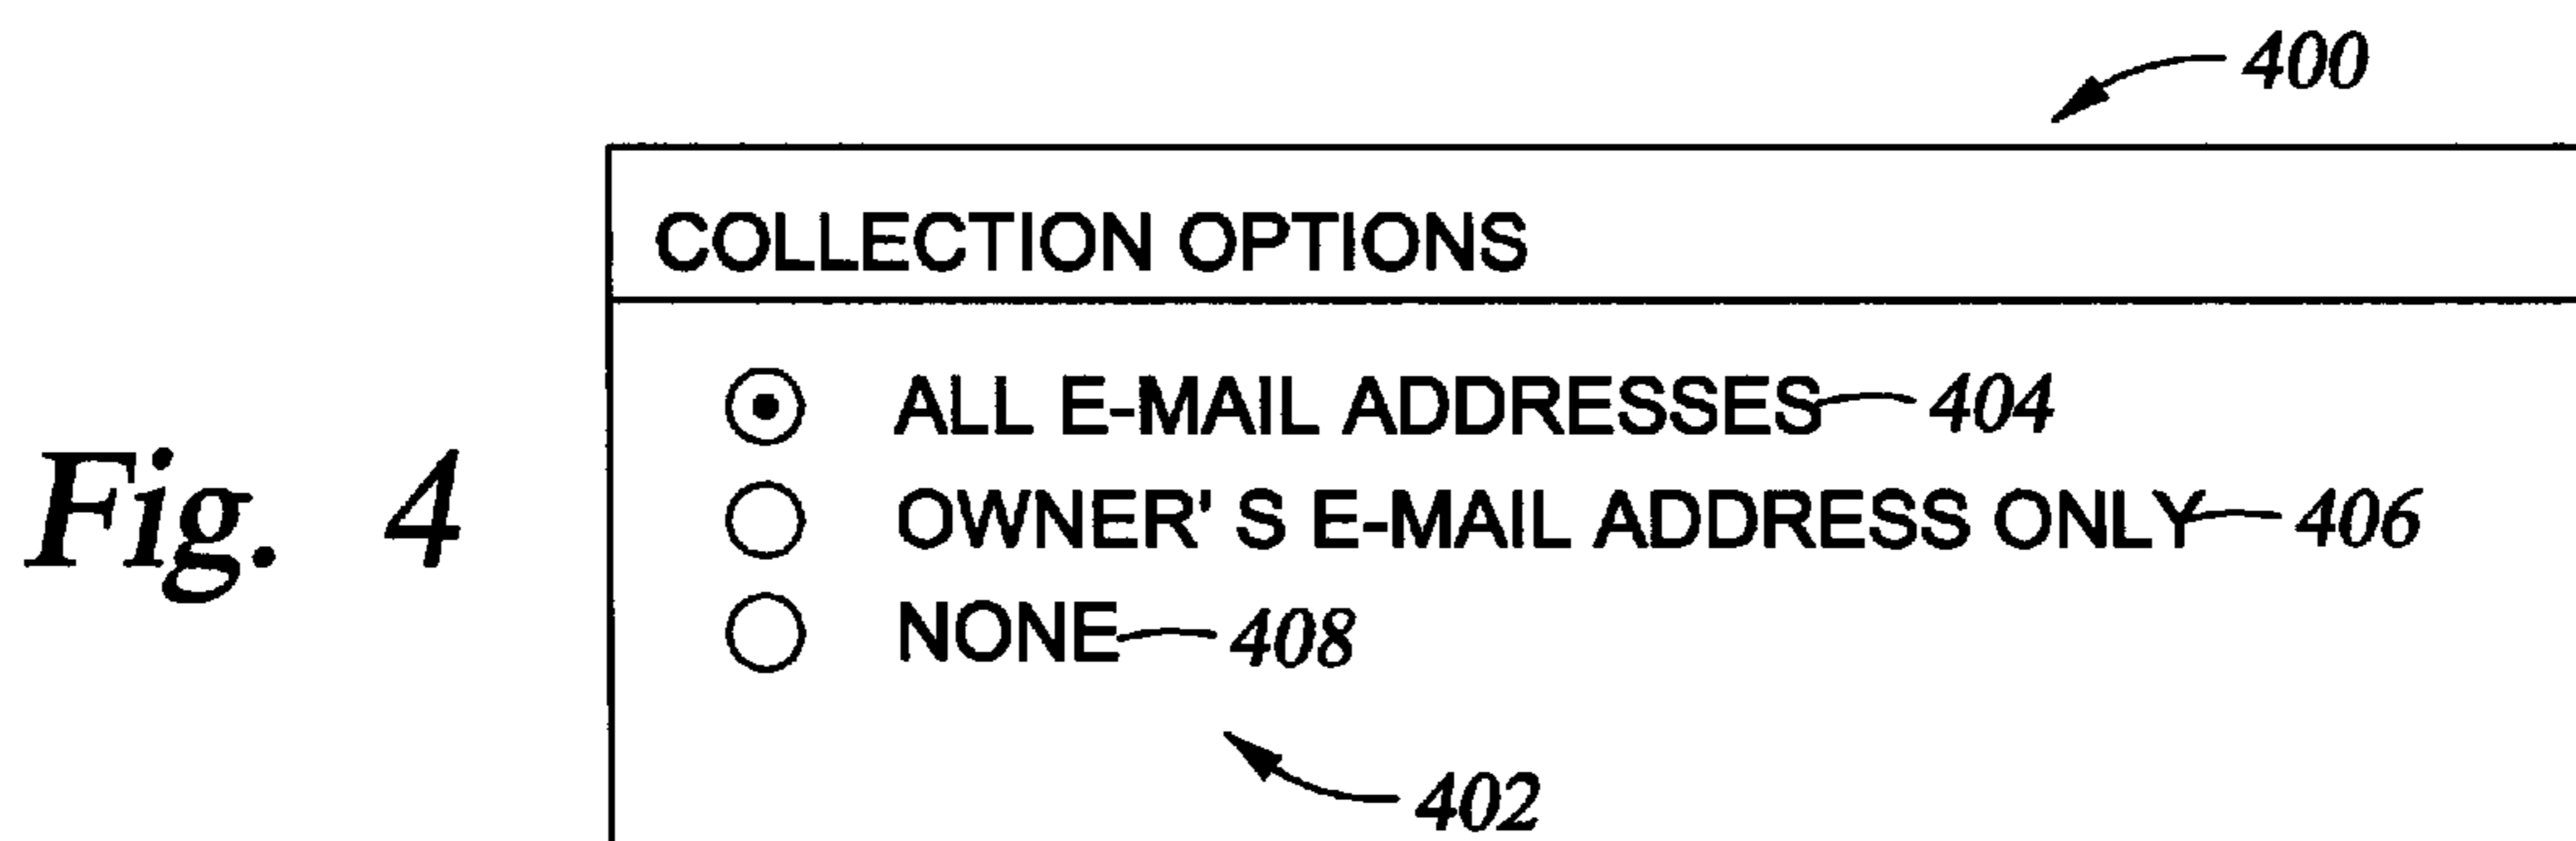 400
COLLECTION OPTIONS
ALL E-MAIL ADDRESSES 404
Fig. 4
OWNER' S E-MAIL ADDRESS ONLY 406
NONE 408
402